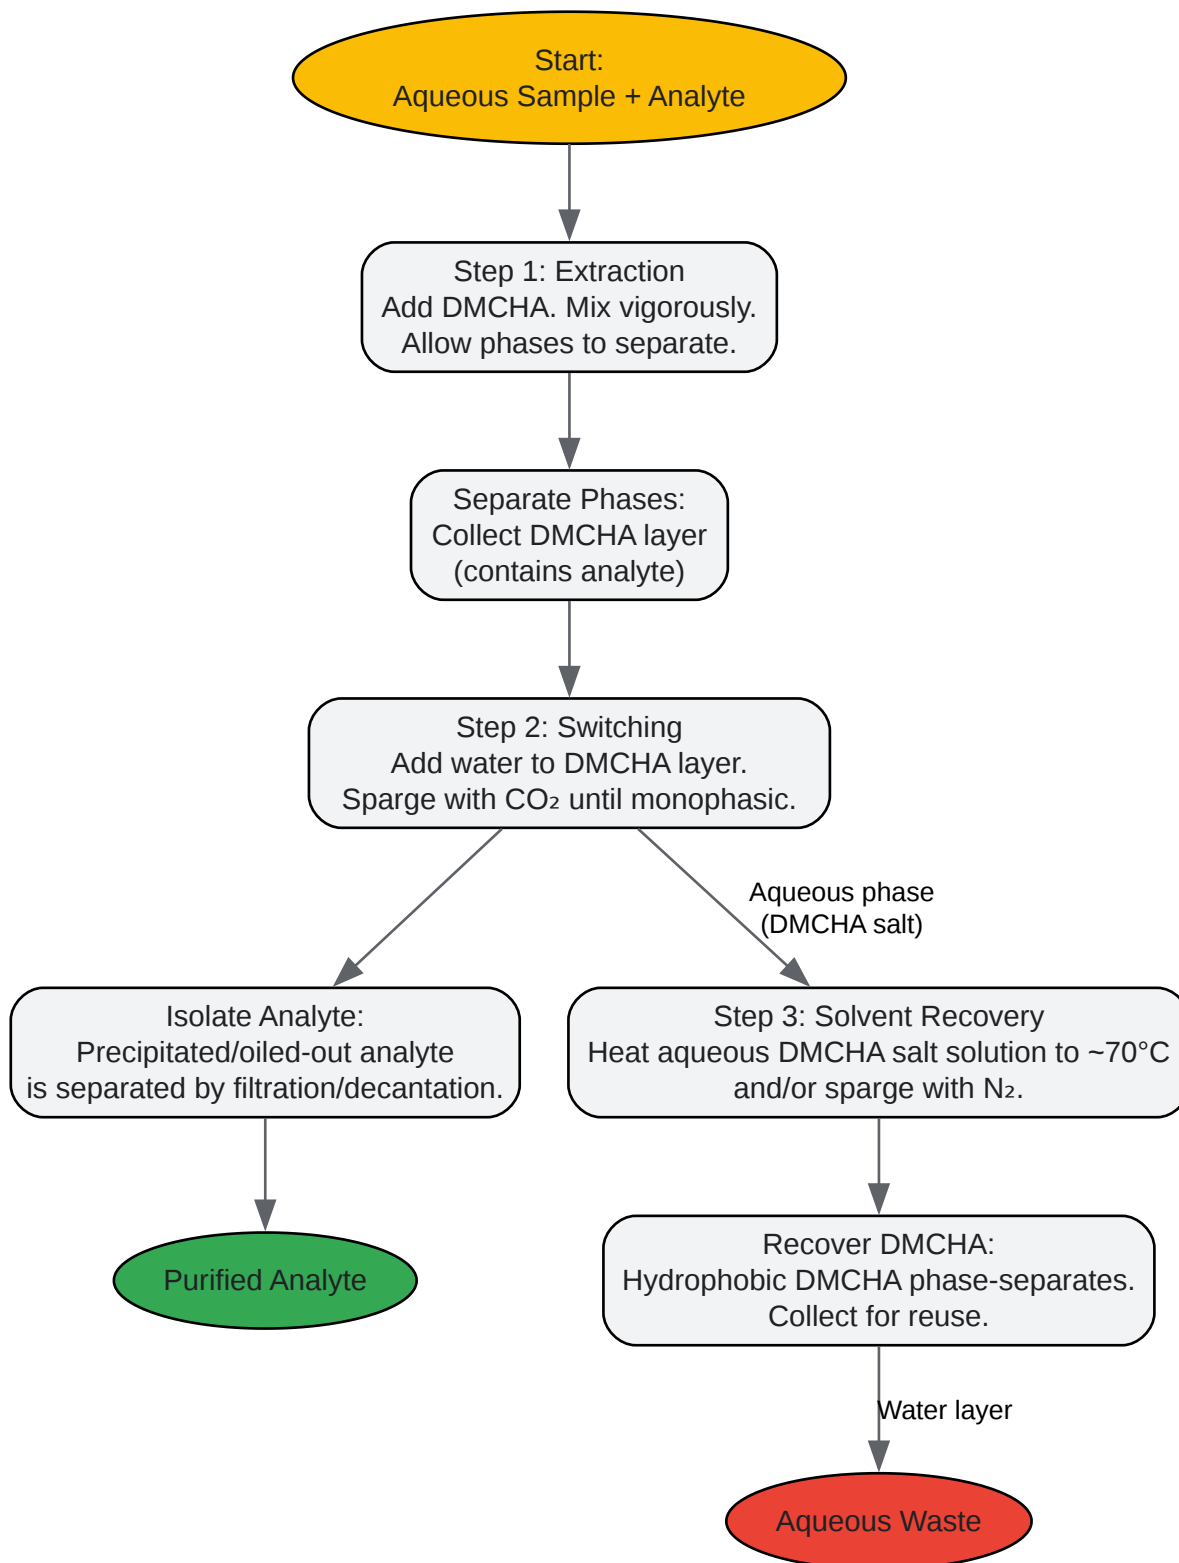 Start:
Aqueous Sample + Analyte
Step 1: Extraction
Add DMCHA. Mix vigorously.
Allow phases to separate.
Separate Phases:
Collect DMCHA layer
(contains analyte)
Step 2: Switching
Add water to DMCHA layer.
Sparge with CO₂ until monophasic.
Aqueous phase
(DMCHA salt)
Isolate Analyte:
Precipitated/oiled-out analyte
is separated by filtration/decantation.
Step 3: Solvent Recovery
Heat aqueous DMCHA salt solution to ~70°C
and/or sparge with N₂.
Purified Analyte
Recover DMCHA:
Hydrophobic DMCHA phase-separates.
Collect for reuse.
Water layer
Aqueous Waste